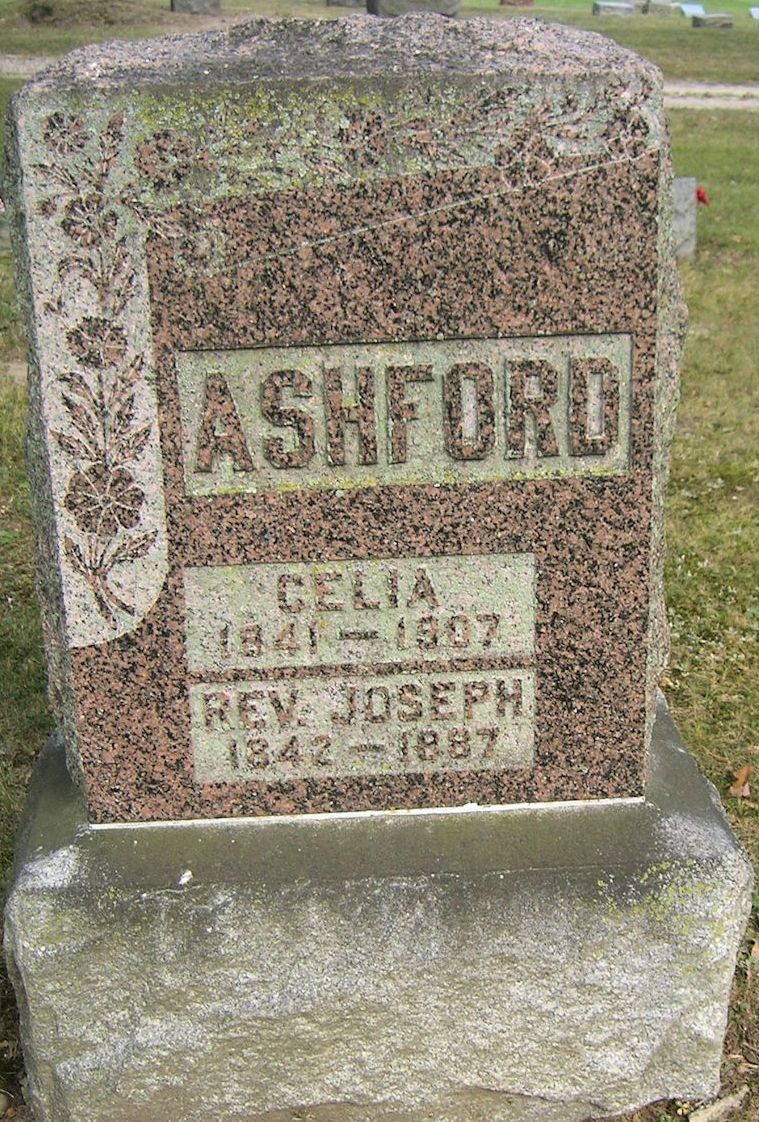 ASHFORD
CELIA
1841 – 1907
REV. JOSEPH
1842 – 1887